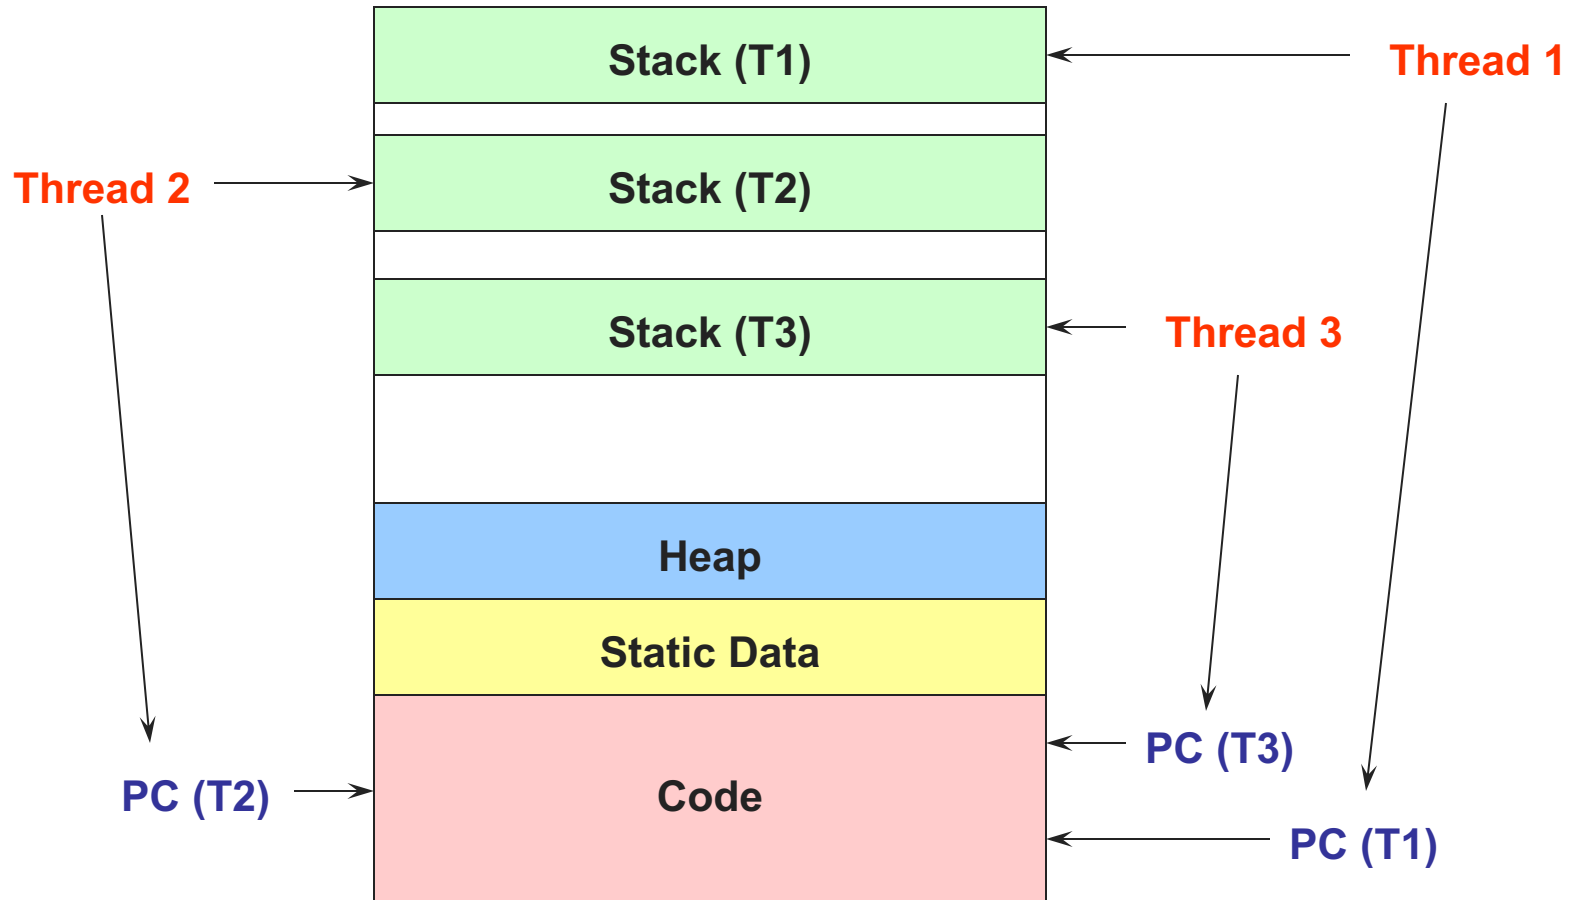 Stack (T1)
Thread 1
Thread 2
Stack (T2)
Stack (T3)
Thread 3
Heap
Static Data
PC (T3)
PC (T2)
Code
PC (T1)